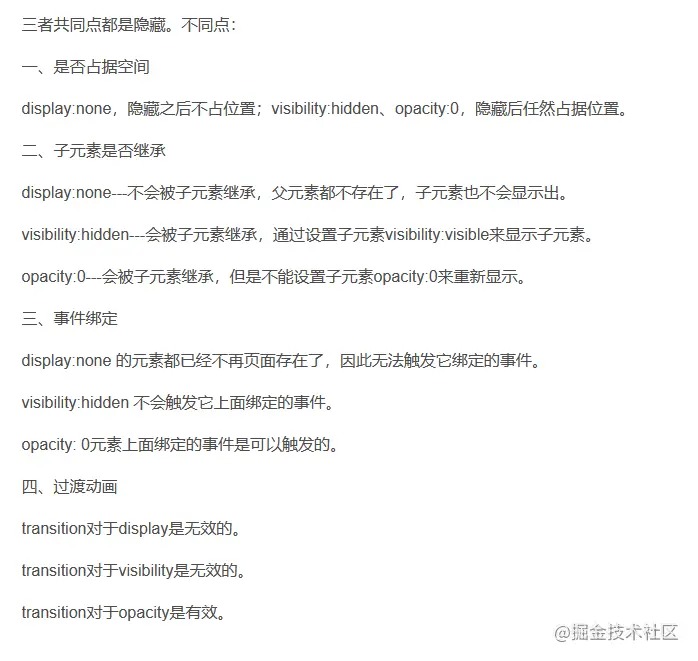 三者共同点都是隐藏。不同点：
一、是否占据空间
display:none，隐藏之后不占位置；visibility:hidden、opacity:0，隐藏后任然占据位置。
二、子元素是否继承
display:none---不会被子元素继承，父元素都不存在了，子元素也不会显示出。
visibility:hidden---会被子元素继承，通过设置子元素visibility:visible来显示子元素。
opacity:0---会被子元素继承，但是不能设置子元素opacity:0来重新显示。
三、事件绑定
display:none 的元素都已经不再页面存在了，因此无法触发它绑定的事件。
visibility:hidden 不会触发它上面绑定的事件。
opacity: 0元素上面绑定的事件是可以触发的。
四、过渡动画
transition对于display是无效的。
transition对于visibility是无效的。
transition对于opacity是有效。
@掘金技术社区